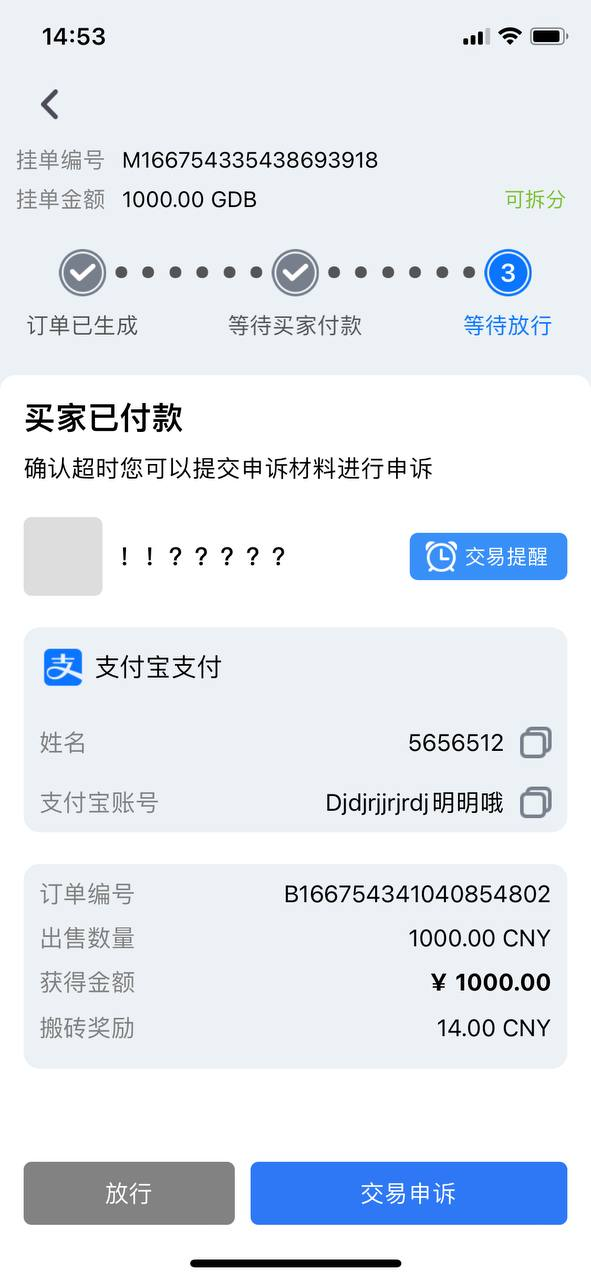 14:53
挂单编号 M166754335438693918
挂单金额 1000.00 GDB 可拆分
3
订单已生成 等待买家付款 等待放行
买家已付款
确认超时您可以提交申诉材料进行申诉
！！？？？？？ 交易提醒
支 支付宝支付
姓名 5656512
支付宝账号 Djdjrjjrjrdj明明哦
订单编号 B166754341040854802
出售数量 1000.00 CNY
获得金额 ¥ 1000.00
搬砖奖励 14.00 CNY
放行 交易申诉